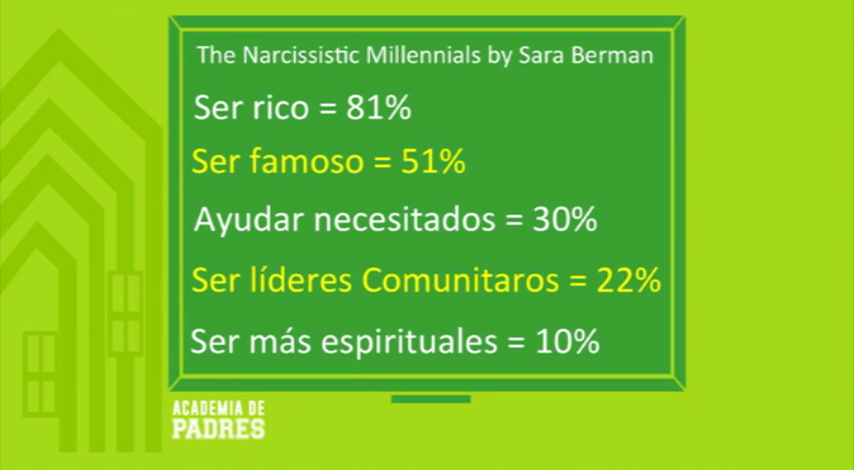 The Narcissistic Millennials by Sara Berman
Ser rico = 81%
Ser famoso = 51%
Ayudar necesitados = 30%
Ser líderes Comunitaros = 22%
Ser más espirituales = 10%
ACADEMIA DE
PADRES